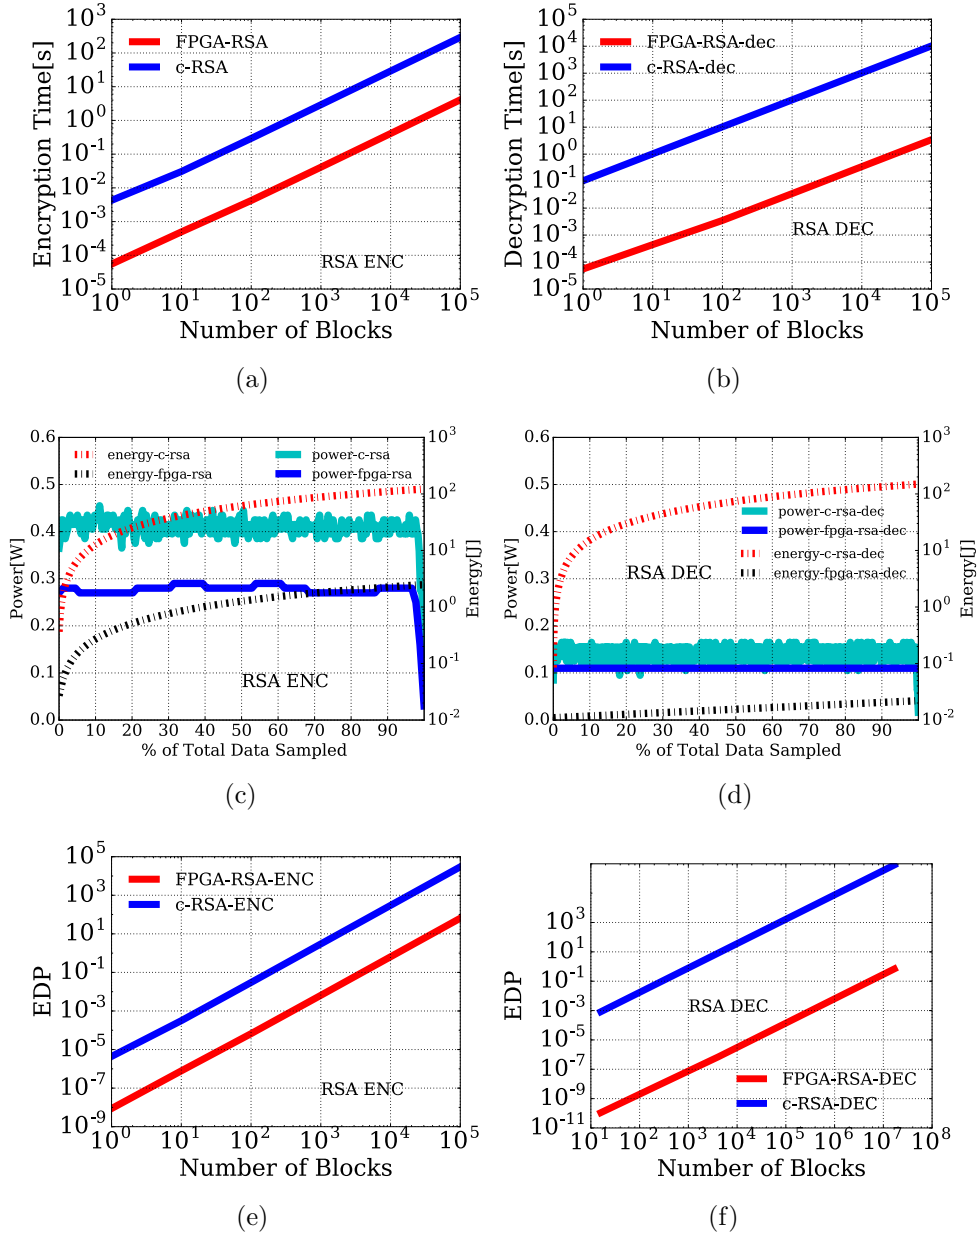 10^3
10^2
10^1
10^0
10^-1
10^-2
10^-3
10^-4
10^-5
Encryption Time[s]
FPGA-RSA
c-RSA
RSA ENC
10^0 10^1 10^2 10^3 10^4 10^5
Number of Blocks
(a)
10^5
10^4
10^3
10^2
10^1
10^0
10^-1
10^-2
10^-3
10^-4
10^-5
Decryption Time[s]
FPGA-RSA-dec
c-RSA-dec
RSA DEC
10^0 10^1 10^2 10^3 10^4 10^5
Number of Blocks
(b)
0.6
0.5
0.4
0.3
0.2
0.1
0.0
Power[W]
energy-c-rsa
energy-fpga-rsa
power-c-rsa
power-fpga-rsa
RSA ENC
10^3
10^2
10^1
10^0
10^-1
10^-2
Energy[J]
0 10 20 30 40 50 60 70 80 90
% of Total Data Sampled
(c)
0.6
0.5
0.4
0.3
0.2
0.1
0.0
Power[W]
power-c-rsa-dec
power-fpga-rsa-dec
energy-c-rsa-dec
energy-fpga-rsa-dec
RSA DEC
10^3
10^2
10^1
10^0
10^-1
10^-2
Energy[J]
0 10 20 30 40 50 60 70 80 90
% of Total Data Sampled
(d)
10^5
10^3
10^1
10^-1
10^-3
10^-5
10^-7
10^-9
EDP
FPGA-RSA-ENC
c-RSA-ENC
RSA ENC
10^0 10^1 10^2 10^3 10^4 10^5
Number of Blocks
(e)
10^3
10^1
10^-1
10^-3
10^-5
10^-7
10^-9
10^-11
EDP
RSA DEC
FPGA-RSA-DEC
c-RSA-DEC
10^1 10^2 10^3 10^4 10^5 10^6 10^7 10^8
Number of Blocks
(f)